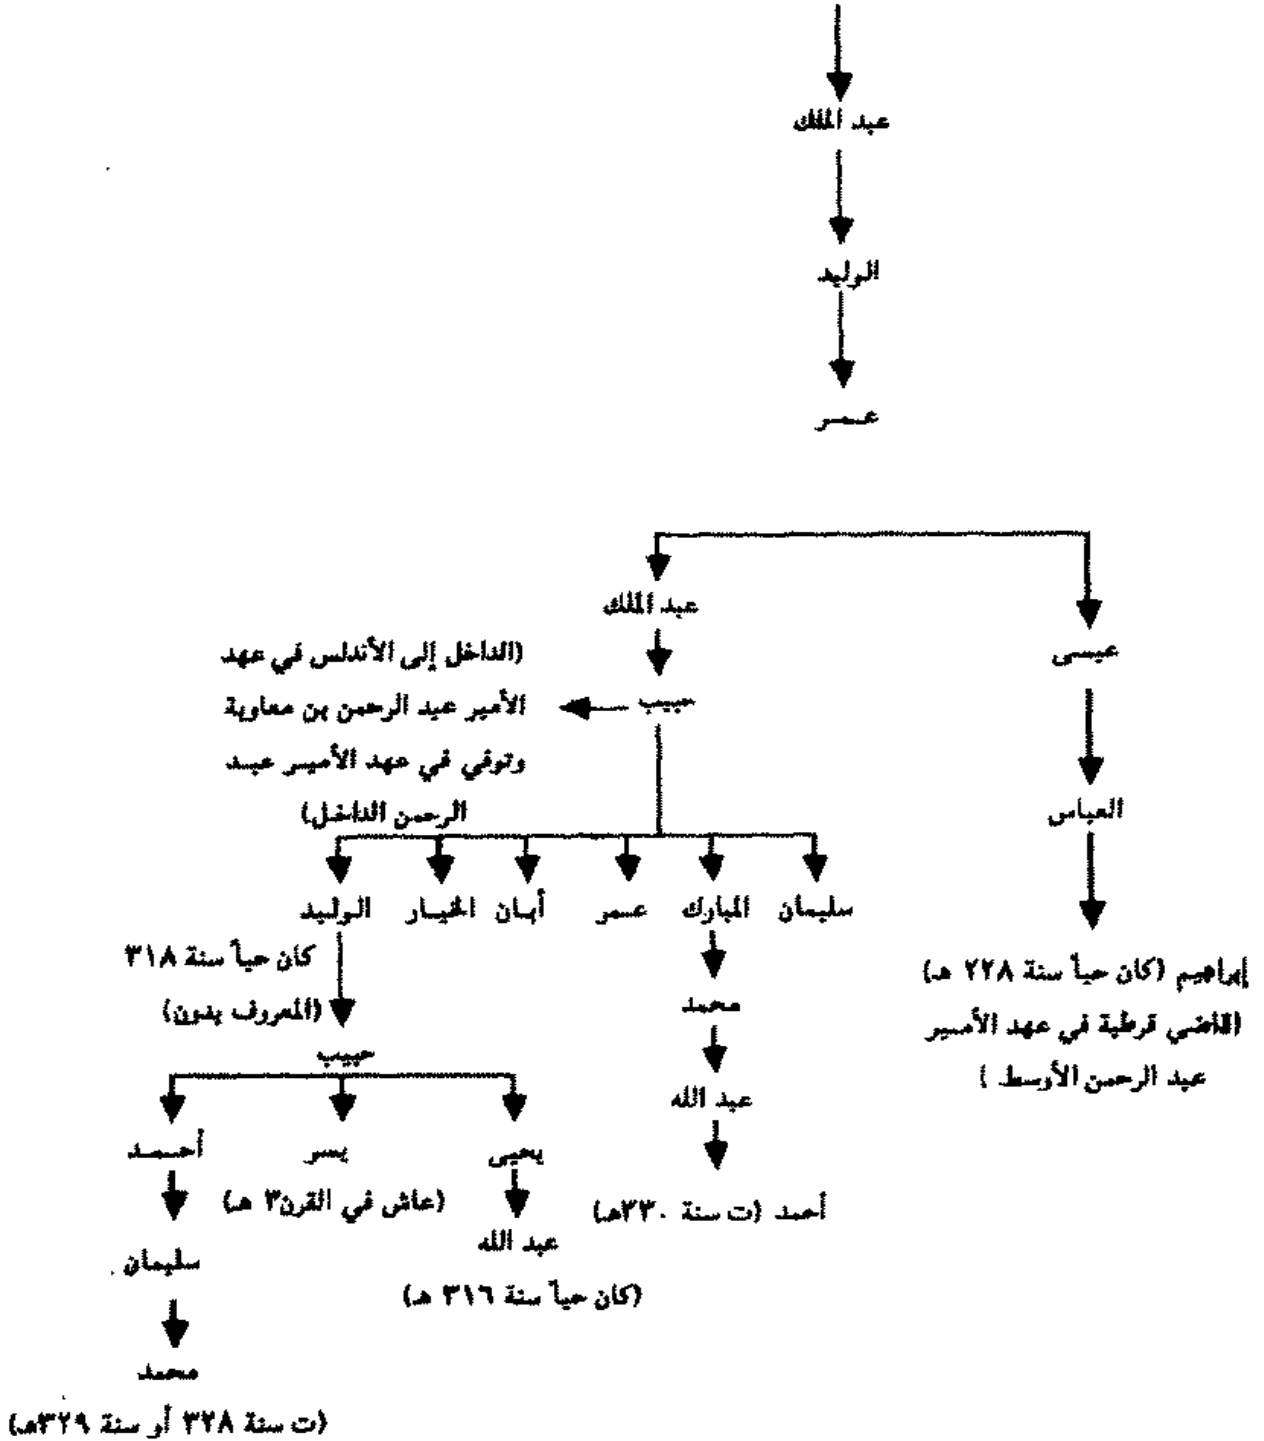 عبد الملك
الوليد
عمر
عبد الملك
عيسى
(الداخل إلى الأندلس في عهد
حبيب
الأمير عبد الرحمن بن معاوية
وتوفي في عهد الأمير عبد
الرحمن الداخل)
العباس
سليمان المبارك عمر أبان الخيار الوليد
كان حياً سنة ٣١٨
(المعروف بدون)
إبراهيم (كان حياً سنة ٢٢٨ هـ)
(قاضي قرطبة في عهد الأمير
عبد الرحمن الأوسط)
محمد
حبيب
عبد الله
يحيى
بسر
أحمد
(عاش في القرن٣ هـ)
أحمد (ت سنة ٣٣٠هـ)
عبد الله
سليمان
(كان حياً سنة ٣١٦ هـ)
محمد
(ت سنة ٣٢٨ أو سنة ٣٢٩هـ)